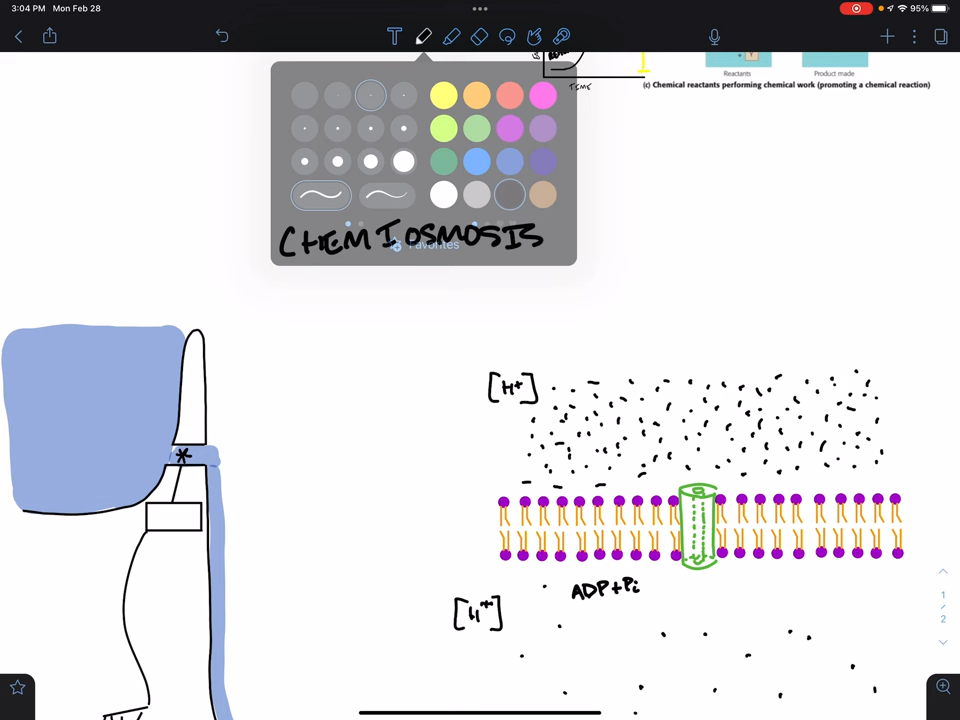 3:04 PM Mon Feb 28
95%
TIME
Reactants
Product made
(c) Chemical reactants performing chemical work (promoting a chemical reaction)
CHEMIOSMOSIS
Favorites
[H+]
*
ADP+Pi
[H+]
1
/
2